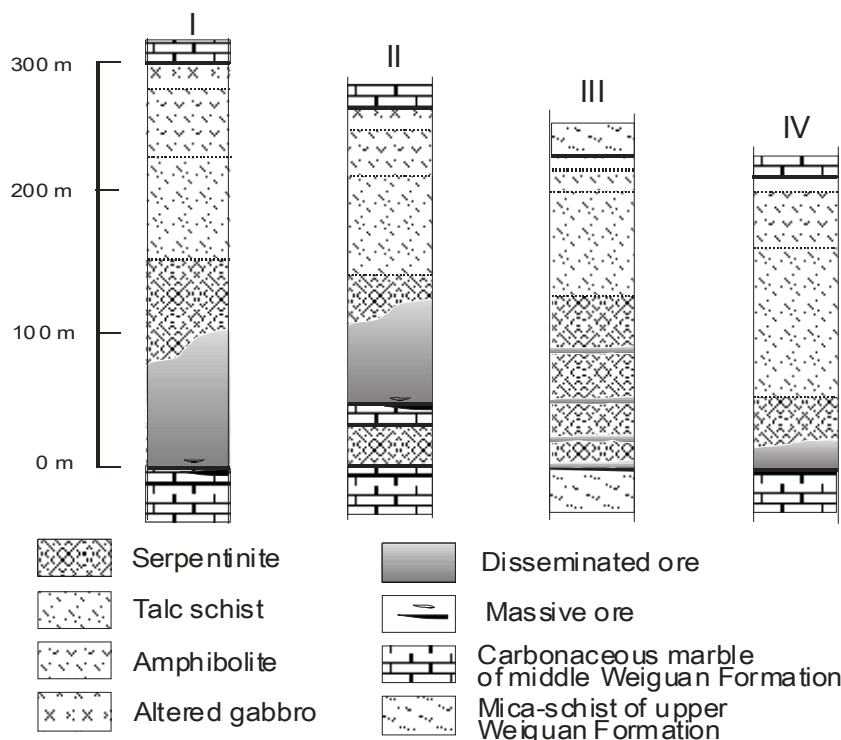 I
II
III
IV
300 m
200 m
100 m
0 m
Serpentinite
Talc schist
Amphibolite
Altered gabbro
Disseminated ore
Massive ore
Carbonaceous marble
of middle Weiguan Formation
Mica-schist of upper
Weiguan Formation